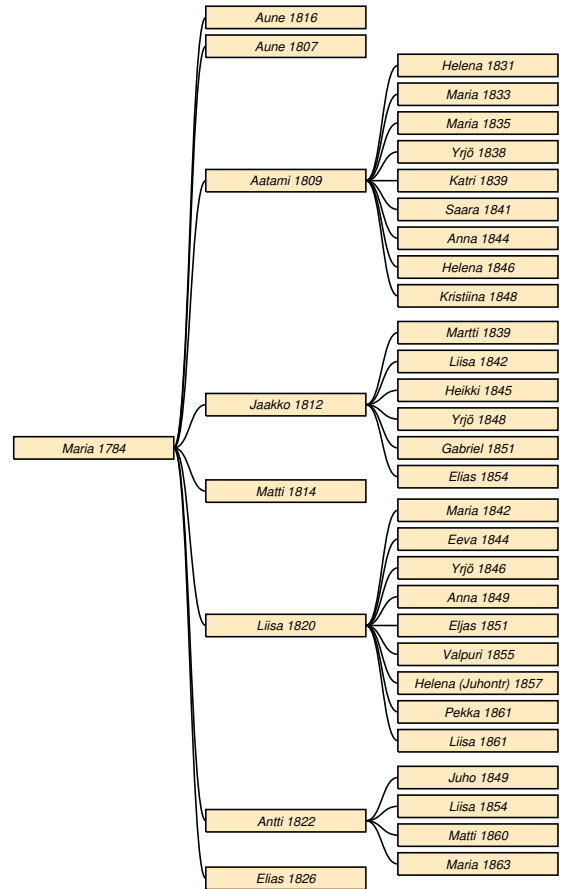 Aune 1816
Aune 1807
Helena 1831
Maria 1833
Maria 1835
Yrjö 1838
Aatami 1809
Katri 1839
Saara 1841
Anna 1844
Helena 1846
Kristiina 1848
Martti 1839
Liisa 1842
Heikki 1845
Jaakko 1812
Yrjö 1848
Gabriel 1851
Maria 1784
Elias 1854
Matti 1814
Maria 1842
Eeva 1844
Yrjö 1846
Anna 1849
Liisa 1820
Eljas 1851
Valpuri 1855
Helena (Juhontr) 1857
Pekka 1861
Liisa 1861
Juho 1849
Liisa 1854
Antti 1822
Matti 1860
Maria 1863
Elias 1826